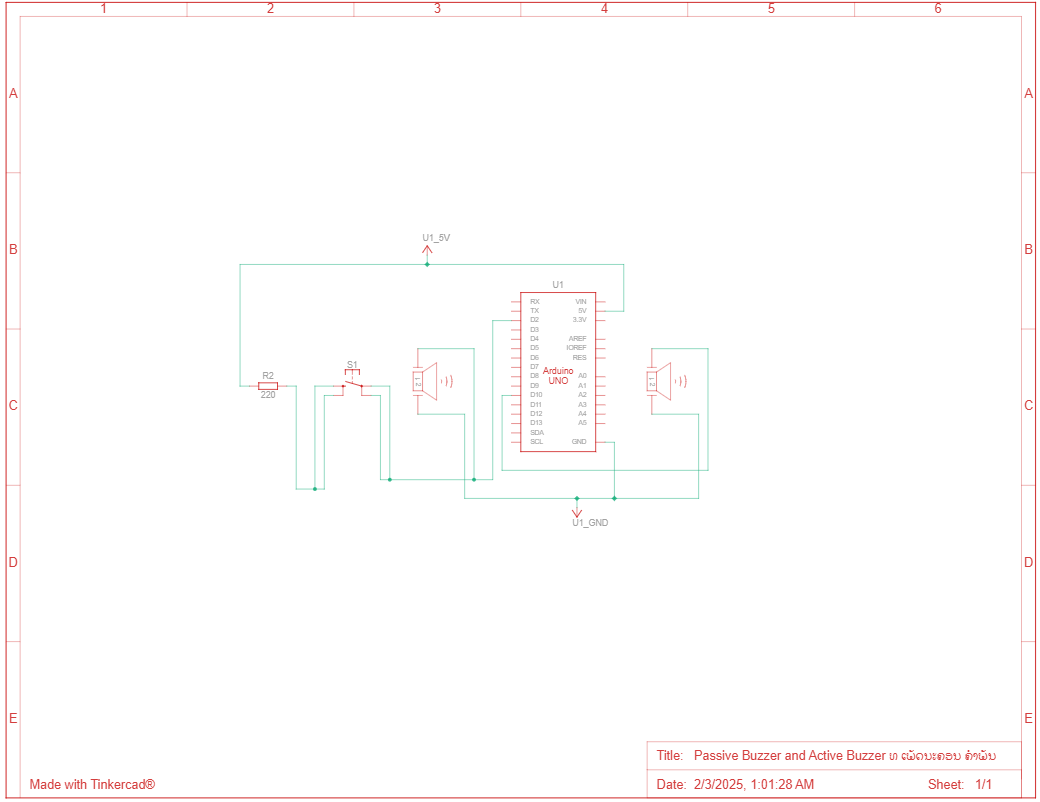 1 2 3 4 5 6
A A
U1_5V
B B
U1
RX VIN
TX 5V
D2 3.3V
D3
D4 AREF
D5 IOREF
D6 RES
D7
Arduino
UNO
D8 A0
D9 A1
D10 A2
D11 A3
D12 A4
D13 A5
SDA
SCL GND
S1
R2
220
1 2
1 2
C C
U1_GND
D D
E E
Title: Passive Buzzer and Active Buzzer ທ ເພັດນະຄອນ ຄຳພັນ
Made with Tinkercad®
Date: 2/3/2025, 1:01:28 AM Sheet: 1/1